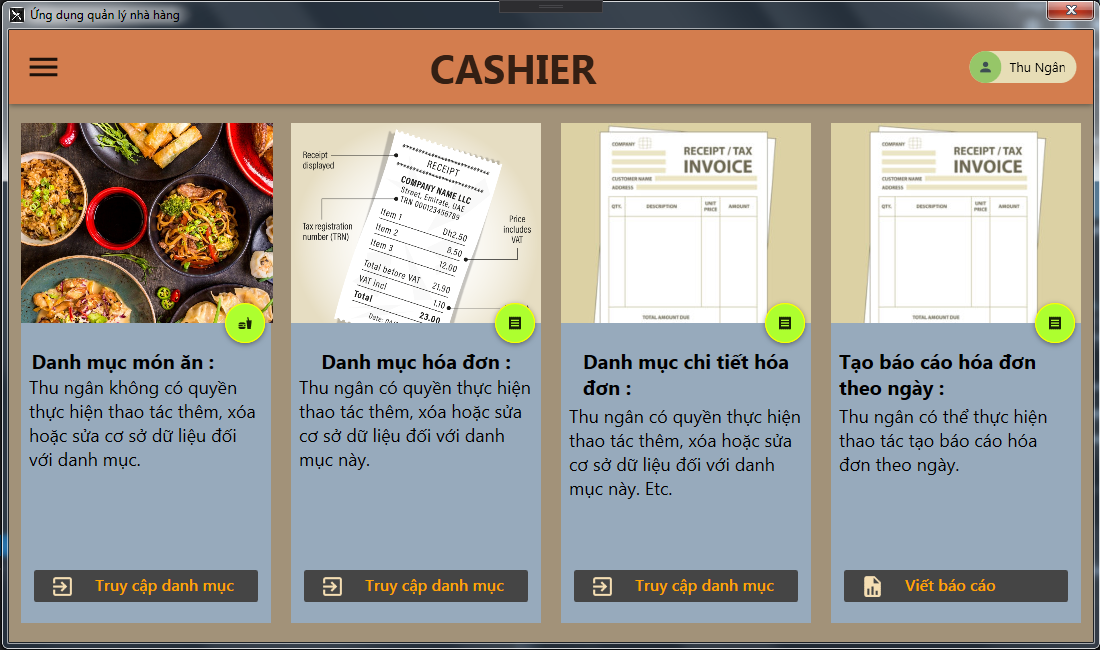 Ứng dụng quản lý nhà hàng
CASHIER
Thu Ngân
Receipt
displayed
Tax registration
number (TRN)
Price
includes
VAT
RECEIPT
COMPANY NAME LLC
Street, Emirate, UAE
TRN 000123456789
Item 1 Dh2.50
Item 2 8.50
Item 3 12.00
Total before VAT 21.90
VAT incl 1.10
Total 23.00
COMPANY
RECEIPT / TAX
INVOICE
CUSTOMER NAME
ADDRESS
QTY. DESCRIPTION UNIT PRICE AMOUNT
TOTAL AMOUNT DUE
COMPANY
RECEIPT / TAX
INVOICE
CUSTOMER NAME
ADDRESS
QTY. DESCRIPTION UNIT PRICE AMOUNT
TOTAL AMOUNT DUE
Danh mục món ăn :
Thu ngân không có quyền
thực hiện thao tác thêm, xóa
hoặc sửa cơ sở dữ liệu đối
với danh mục.
Truy cập danh mục
Danh mục hóa đơn :
Thu ngân có quyền thực hiện
thao tác thêm, xóa hoặc sửa
cơ sở dữ liệu đối với danh
mục này.
Truy cập danh mục
Danh mục chi tiết hóa
đơn :
Thu ngân có quyền thực hiện
thao tác thêm, xóa hoặc sửa
cơ sở dữ liệu đối với danh
mục này. Etc.
Truy cập danh mục
Tạo báo cáo hóa đơn
theo ngày :
Thu ngân có thể thực hiện
thao tác tạo báo cáo hóa
đơn theo ngày.
Viết báo cáo